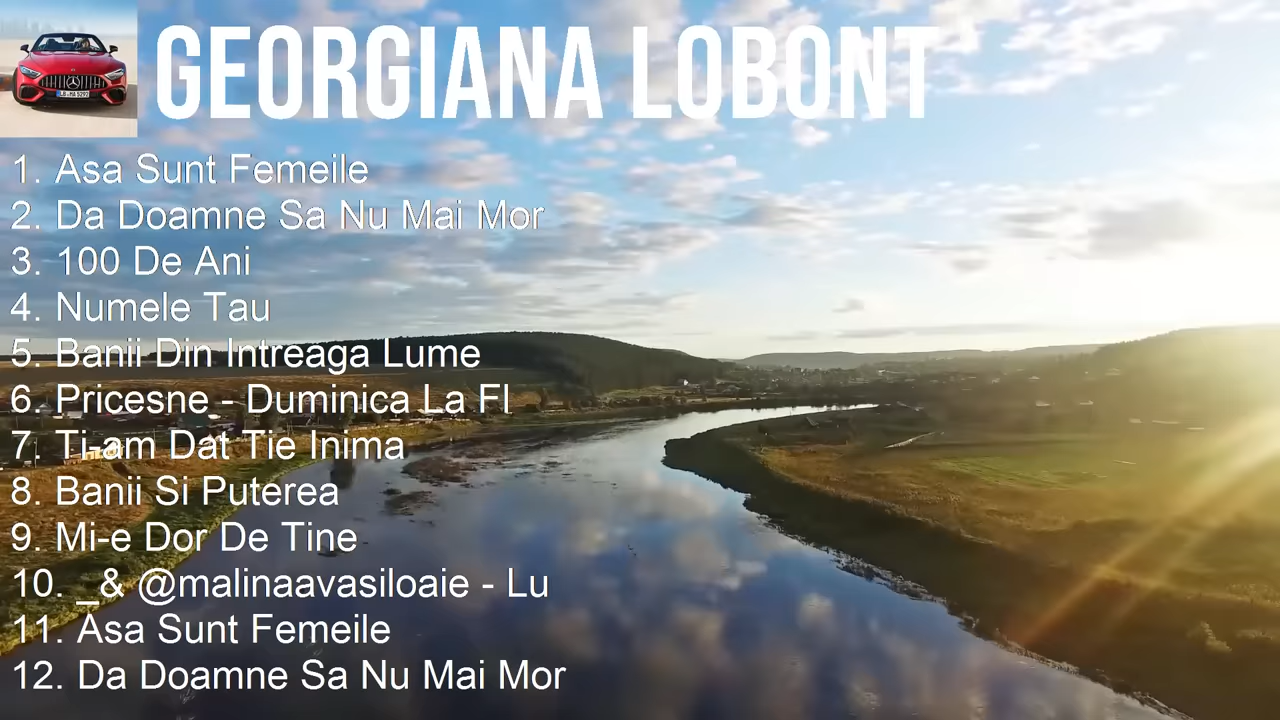 GEORGIANA LOBONT
1. Asa Sunt Femeile
2. Da Doamne Sa Nu Mai Mor
3. 100 De Ani
4. Numele Tau
5. Banii Din Intreaga Lume
6. Pricesne - Duminica La Fl
7. Ti-am Dat Tie Inima
8. Banii Si Puterea
9. Mi-e Dor De Tine
10. _& @malinaavasiloaie - Lu
11. Asa Sunt Femeile
12. Da Doamne Sa Nu Mai Mor